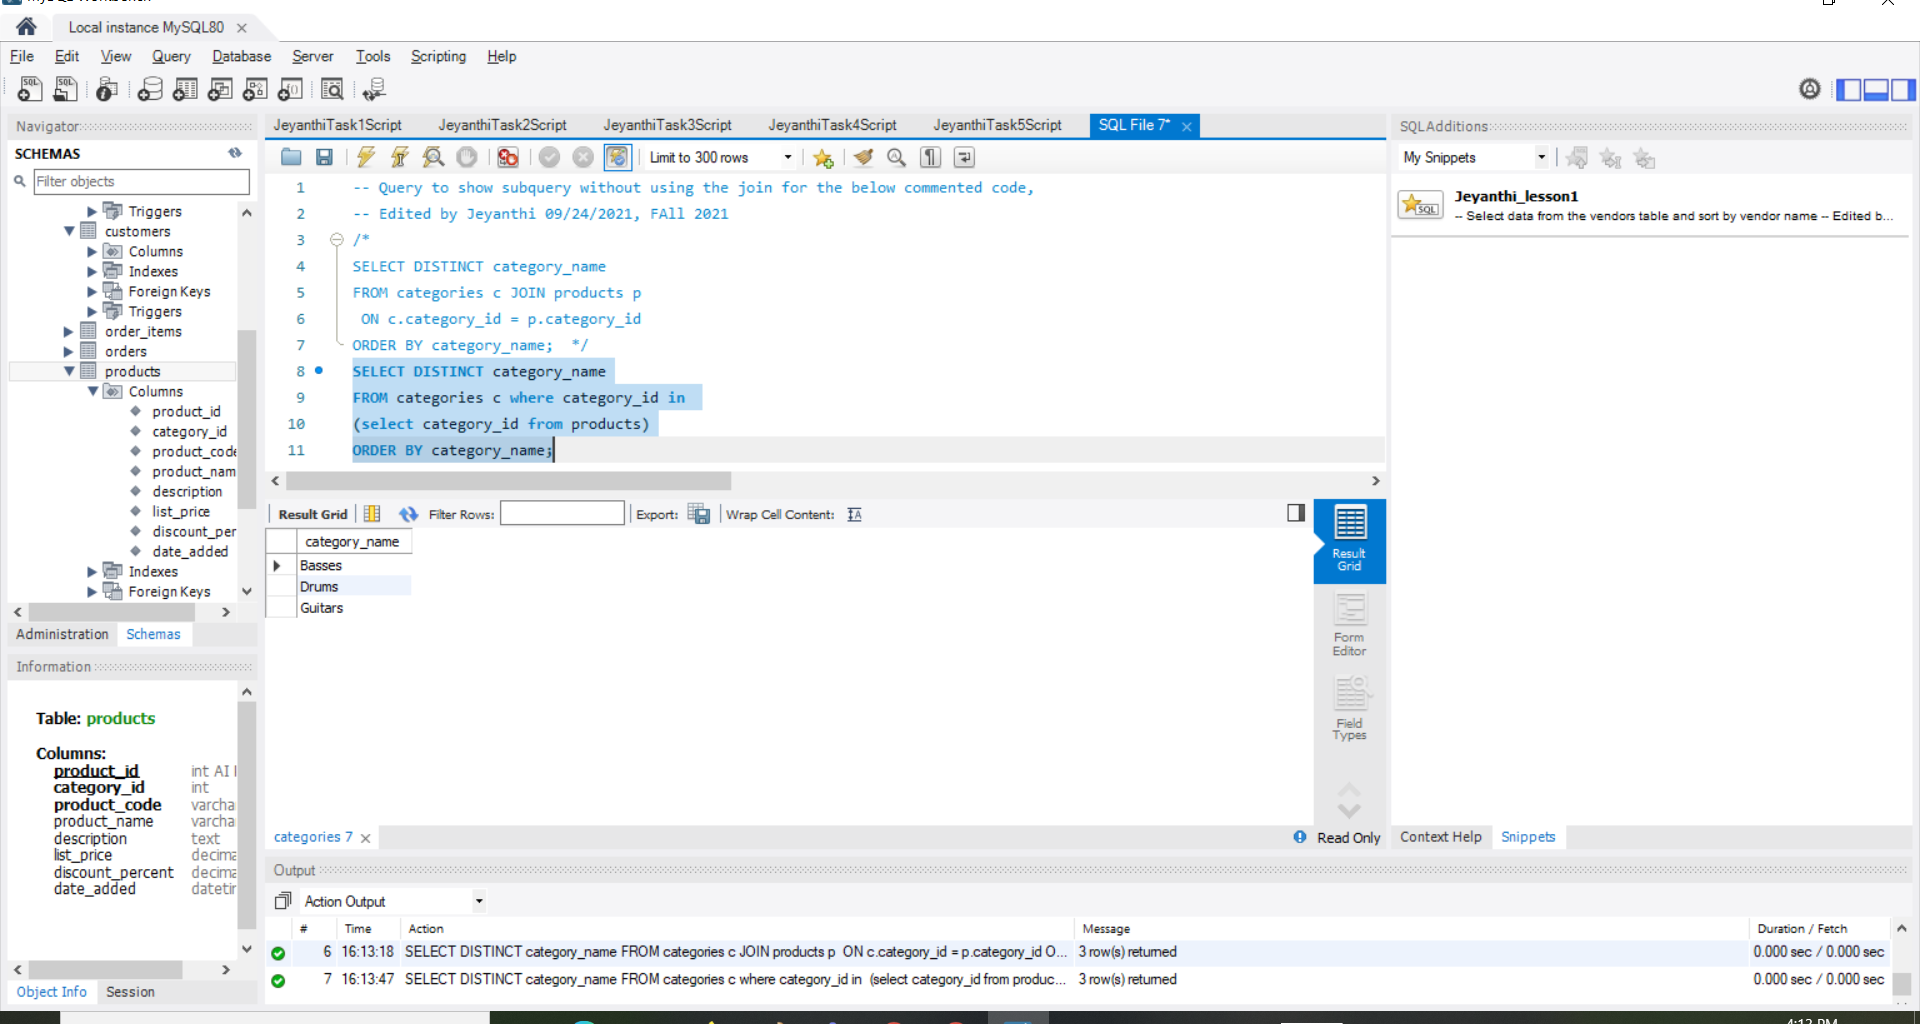 Local instance MySQL80
File Edit View Query Database Server Tools Scripting Help
Navigator
SCHEMAS
Filter objects
Triggers
customers
Columns
Indexes
Foreign Keys
Triggers
order_items
orders
products
Columns
product_id
category_id
product_code
product_nam
description
list_price
discount_per
date_added
Indexes
Foreign Keys
Administration Schemas
Information
Table: products
Columns:
product_id int AI
category_id int
product_code varcha
product_name varcha
description text
list_price decima
discount_percent decima
date_added datetin
Object Info Session
JeyanthiTask1Script JeyanthiTask2Script JeyanthiTask3Script JeyanthiTask4Script JeyanthiTask5Script SQL File 7*
Limit to 300 rows
1 -- Query to show subquery without using the join for the below commented code,
2 -- Edited by Jeyanthi 09/24/2021, FAll 2021
3 /*
4 SELECT DISTINCT category_name
5 FROM categories c JOIN products p
6 ON c.category_id = p.category_id
7 ORDER BY category_name; */
8 SELECT DISTINCT category_name
9 FROM categories c where category_id in
10 (select category_id from products)
11 ORDER BY category_name;
Result Grid Filter Rows: Export: Wrap Cell Content:
category_name
Basses
Drums
Guitars
Result
Grid
Form
Editor
Field
Types
categories 7
Read Only
SQLAdditions
My Snippets
Jeyanthi_lesson1
-- Select data from the vendors table and sort by vendor name -- Edited b...
Context Help Snippets
Output
Action Output
# Time Action Message Duration / Fetch
6 16:13:18 SELECT DISTINCT category_name FROM categories c JOIN products p ON c.category_id = p.category_id O... 3 row(s) returned 0.000 sec / 0.000 sec
7 16:13:47 SELECT DISTINCT category_name FROM categories c where category_id in (select category_id from produc... 3 row(s) returned 0.000 sec / 0.000 sec